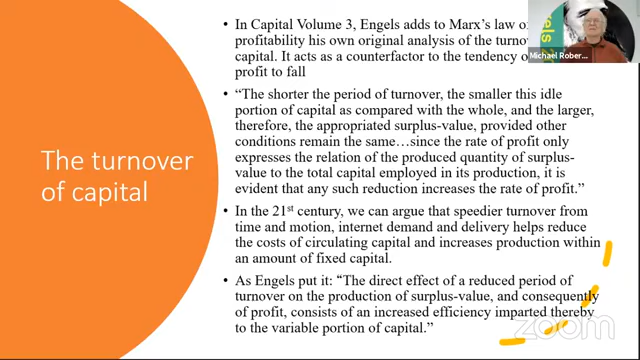 The turnover
of capital
• In Capital Volume 3, Engels adds to Marx's law
profitability his own original analysis of the turnov
capital. It acts as a counterfactor to the tendency
profit to fall
• “The shorter the period of turnover, the smaller this idle
portion of capital as compared with the whole, and the larger,
therefore, the appropriated surplus-value, provided other
conditions remain the same…since the rate of profit only
expresses the relation of the produced quantity of surplus-
value to the total capital employed in its production, it is
evident that any such reduction increases the rate of profit.”
• In the 21st century, we can argue that speedier turnover from
time and motion, internet demand and delivery helps reduce
the costs of circulating capital and increases production within
an amount of fixed capital.
• As Engels put it: “The direct effect of a reduced period of
turnover on the production of surplus-value, and consequently
of profit, consists of an increased efficiency imparted thereby
to the variable portion of capital.”
Michael Rober...
zoom